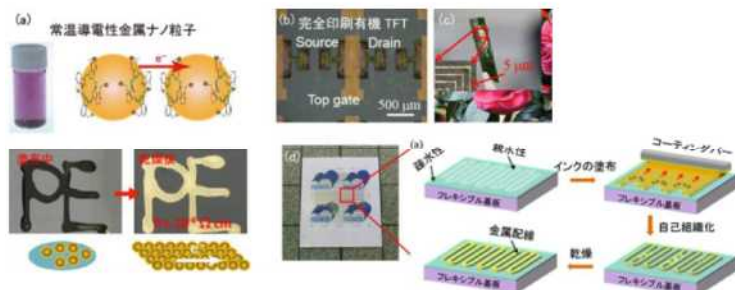 (a)
常温導電性金属ナノ粒子
e⁻
乾燥後
PE
PE
(b)
完全印刷有機 TFT
Source
Drain
Top gate
500 μm
(c)
5 μm
(d)
(a)
疎水性
親水性
フレキシブル基板
インクの塗布
コーティングバー
フレキシブル基板
自己組織化
フレキシブル基板
乾燥
金属配線
フレキシブル基板